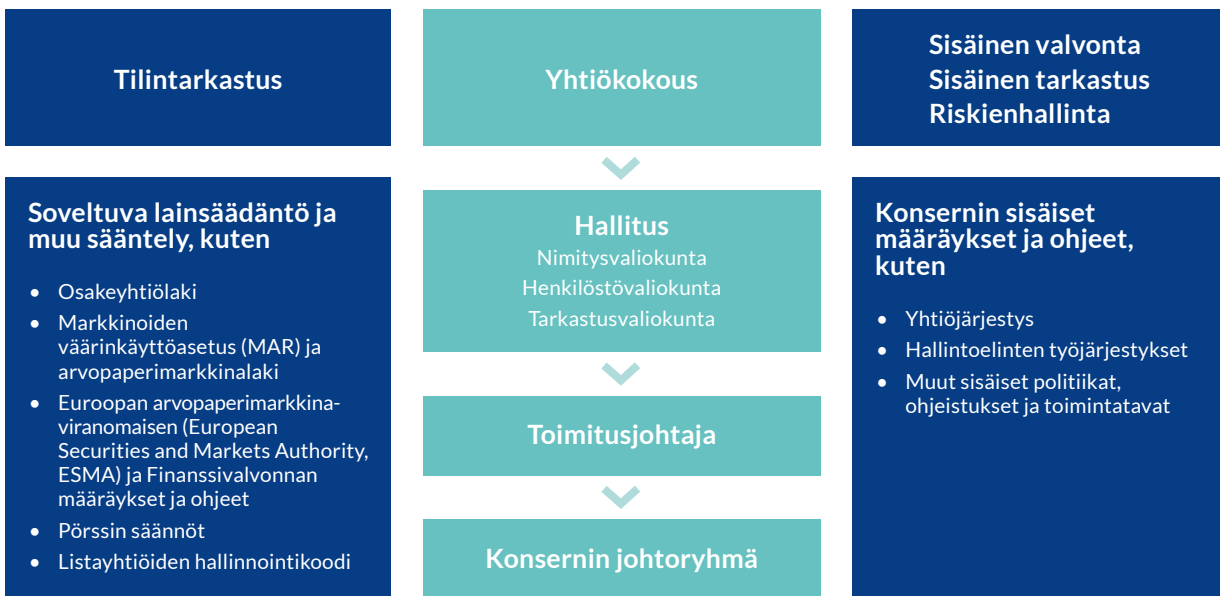 Tilintarkastus
Soveltuva lainsäädäntö ja
muu sääntely, kuten
• Osakeyhtiölaki
• Markkinoiden
väärinkäyttöasetus (MAR) ja
arvopaperimarkkinalaki
• Euroopan arvopaperimarkkina-
viranomaisen (European
Securities and Markets Authority,
ESMA) ja Finanssivalvonnan
määräykset ja ohjeet
• Pörssin säännöt
• Listayhtiöiden hallinnointikoodi
Yhtiökokous
Hallitus
Nimitysvaliokunta
Henkilöstövaliokunta
Tarkastusvaliokunta
Toimitusjohtaja
Konsernin johtoryhmä
Sisäinen valvonta
Sisäinen tarkastus
Riskienhallinta
Konsernin sisäiset
määräykset ja ohjeet,
kuten
• Yhtiöjärjestys
• Hallintoelinten työjärjestykset
• Muut sisäiset politiikat,
ohjeistukset ja toimintatavat